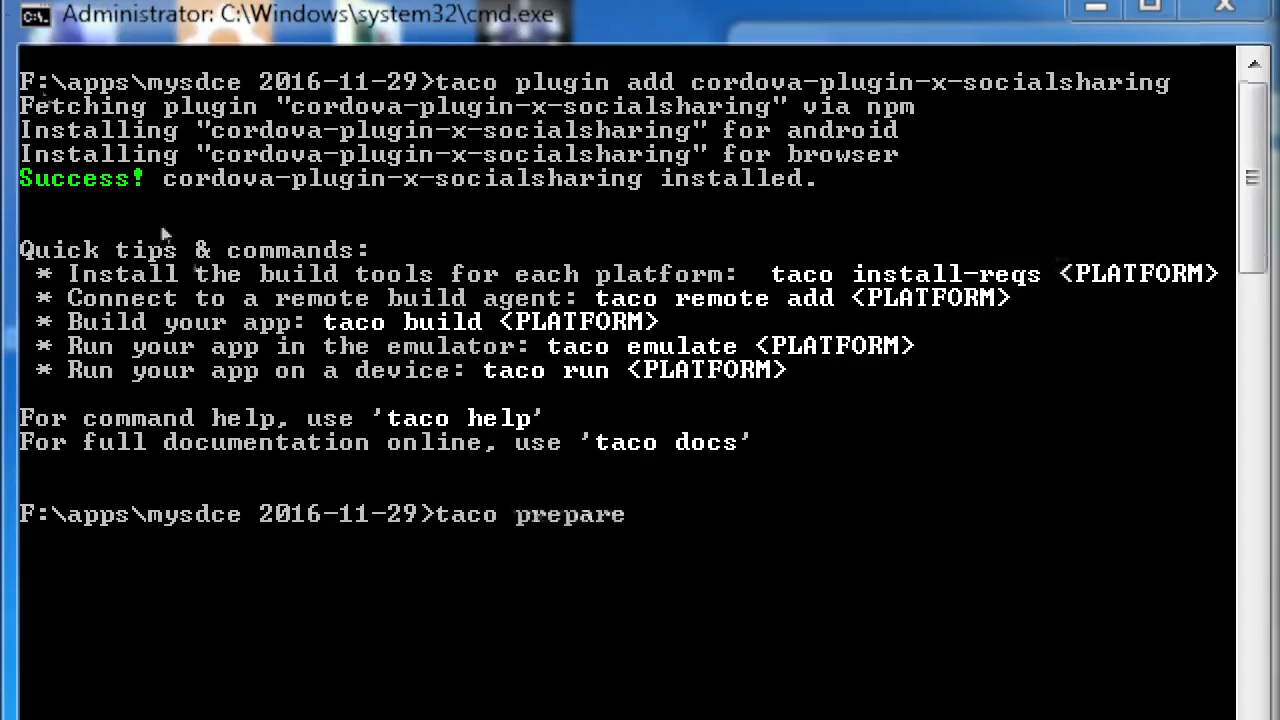 Administrator: C:\Windows\system32\cmd.exe
F:\apps\mysdce 2016-11-29>taco plugin add cordova-plugin-x-socialsharing
Fetching plugin "cordova-plugin-x-socialsharing" via npm
Installing "cordova-plugin-x-socialsharing" for android
Installing "cordova-plugin-x-socialsharing" for browser
Success! cordova-plugin-x-socialsharing installed.
Quick tips & commands:
* Install the build tools for each platform:  taco install-reqs <PLATFORM>
* Connect to a remote build agent: taco remote add <PLATFORM>
* Build your app: taco build <PLATFORM>
* Run your app in the emulator: taco emulate <PLATFORM>
* Run your app on a device: taco run <PLATFORM>
For command help, use 'taco help'
For full documentation online, use 'taco docs'
F:\apps\mysdce 2016-11-29>taco prepare